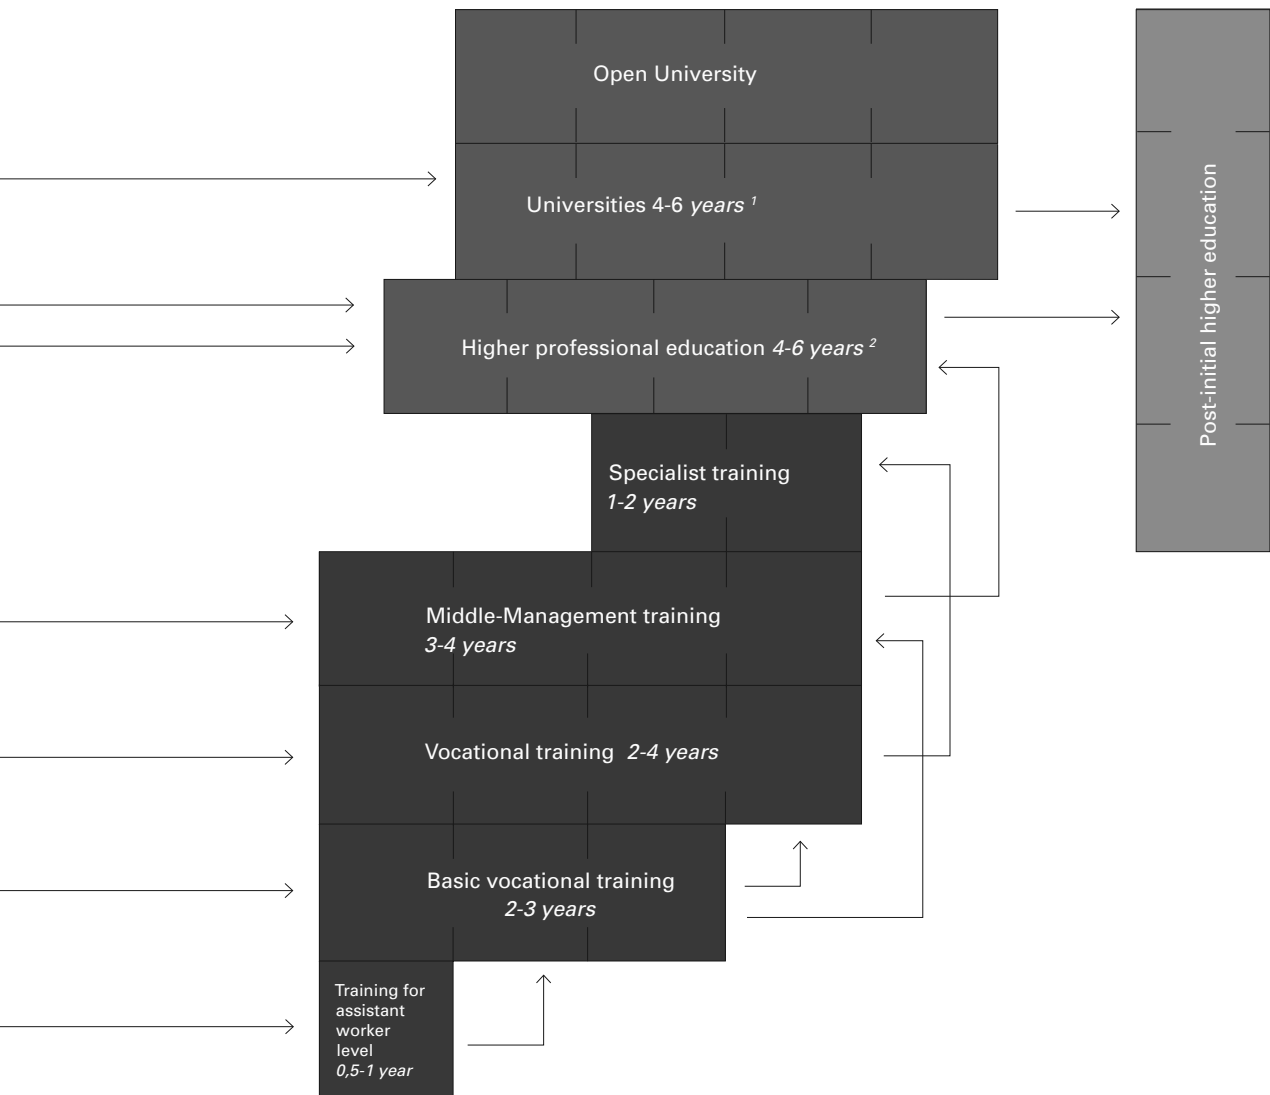 Open University
Universities 4-6 years ¹
Higher professional education 4-6 years ²
Specialist training
1-2 years
Middle-Management training
3-4 years
Vocational training 2-4 years
Basic vocational training
2-3 years
Training for
assistant
worker
level
0,5-1 year
Post-initial higher education